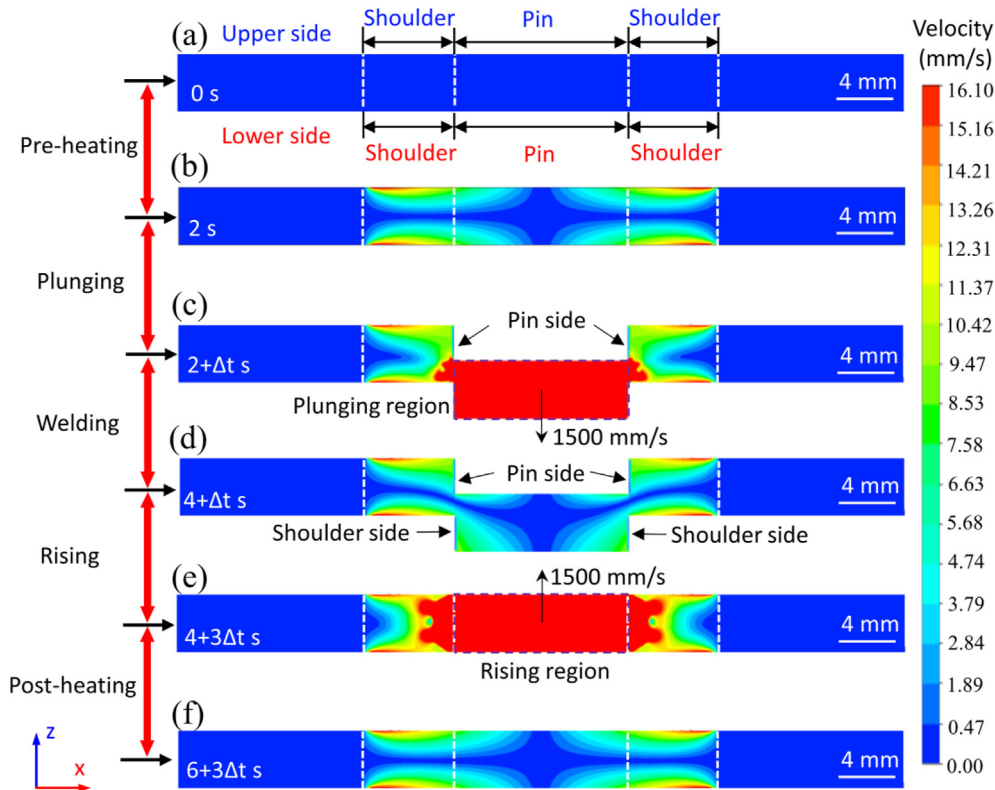 Velocity
(mm/s)
(a)
Upper side
Shoulder
Pin
Shoulder
0 s
4 mm
Lower side
Shoulder
Pin
Shoulder
Pre-heating
(b)
2 s
4 mm
Plunging
(c)
Pin side
2+Δt s
4 mm
Plunging region
1500 mm/s
Welding
(d)
Pin side
4+Δt s
4 mm
Shoulder side
Shoulder side
Rising
(e)
1500 mm/s
4+3Δt s
4 mm
Rising region
Post-heating
(f)
6+3Δt s
4 mm
z
x
16.10
15.16
14.21
13.26
12.31
11.37
10.42
9.47
8.53
7.58
6.63
5.68
4.74
3.79
2.84
1.89
0.47
0.00